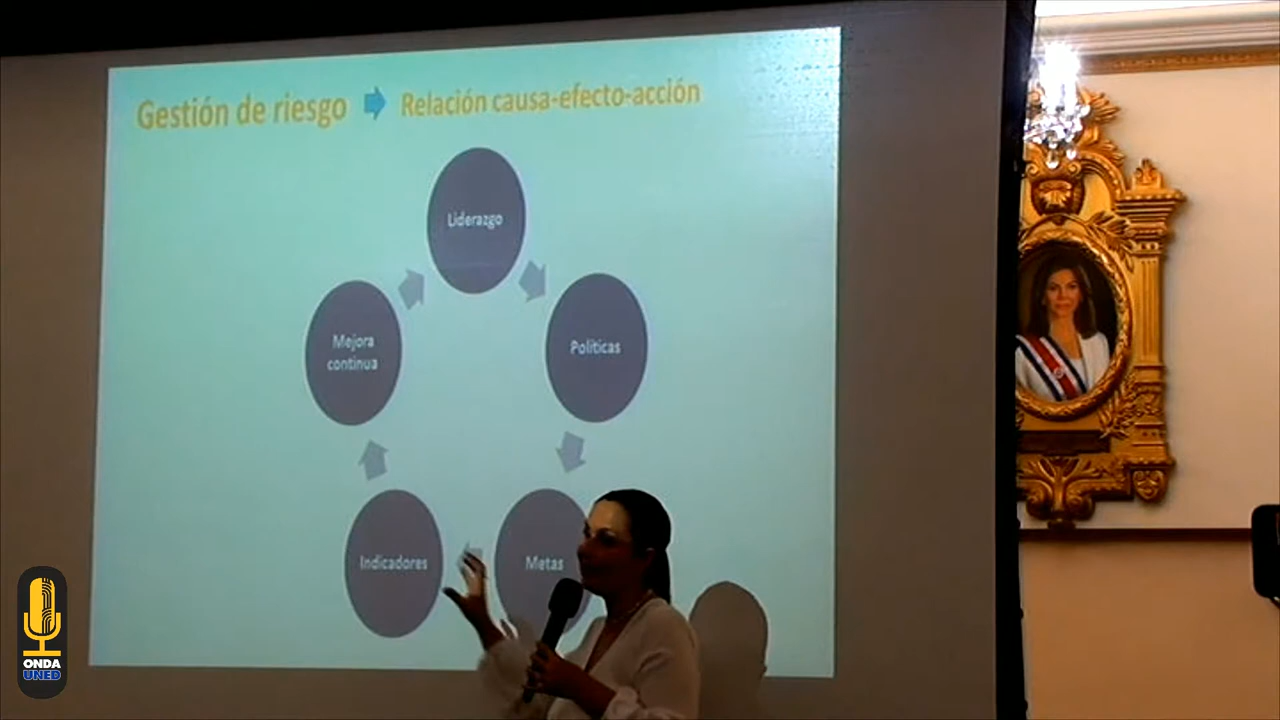 Gestión de riesgo
Relación causa-efecto-acción
Liderazgo
Políticas
Metas
Indicadores
Mejora
continua
ONDA
UNED